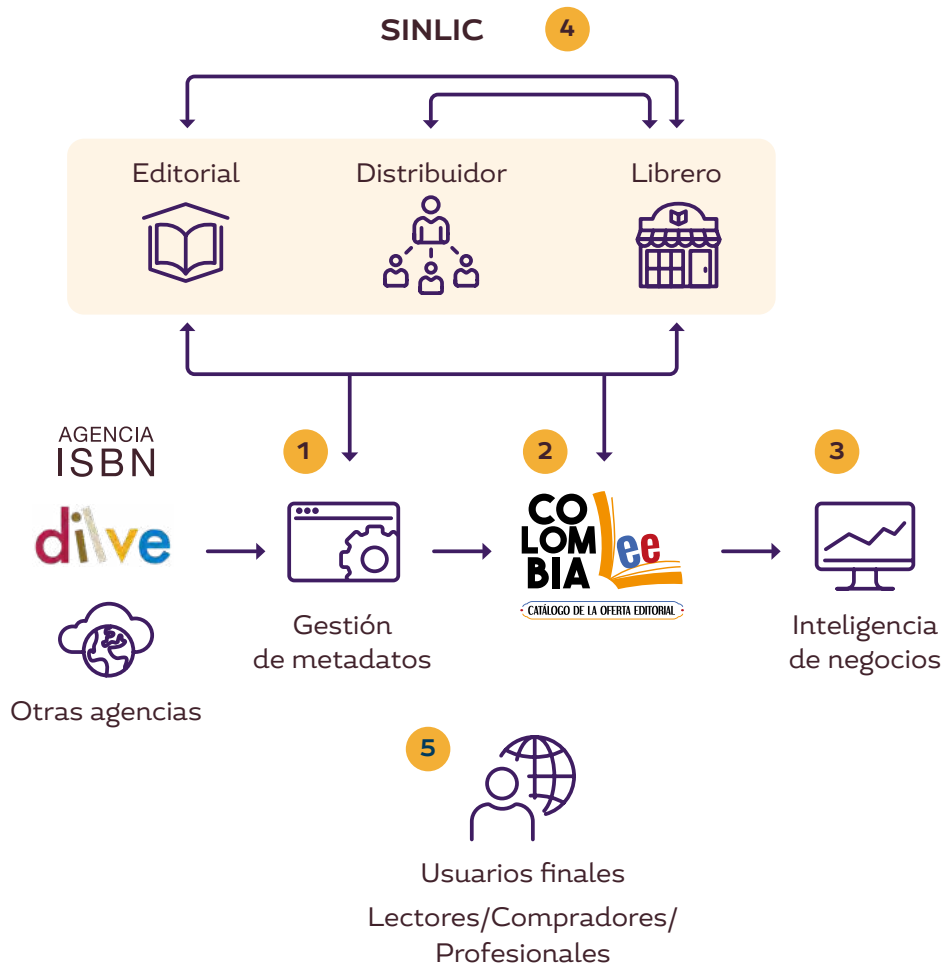 SINLIC
4
Editorial
Distribuidor
Librero
AGENCIA
ISBN
dilve
Otras agencias
1
Gestión
de metadatos
2
CO
LOM
BIA
Lee
CATÁLOGO DE LA OFERTA EDITORIAL
3
Inteligencia
de negocios
5
Usuarios finales
Lectores/Compradores/
Profesionales